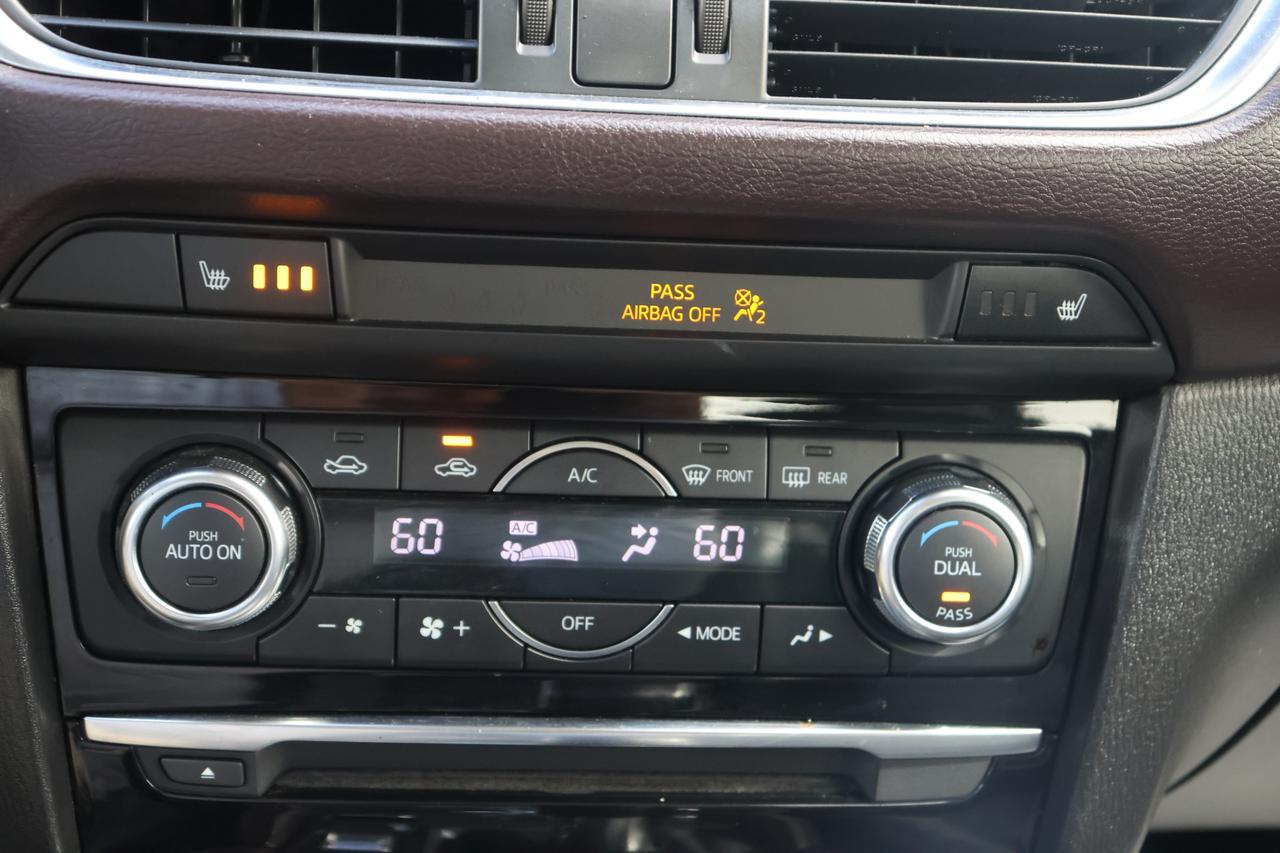 PASS
AIRBAG OFF 2
A/C
FRONT
REAR
PUSH
AUTO ON
60
A/C
60
PUSH
DUAL
PASS
−
+
OFF
MODE